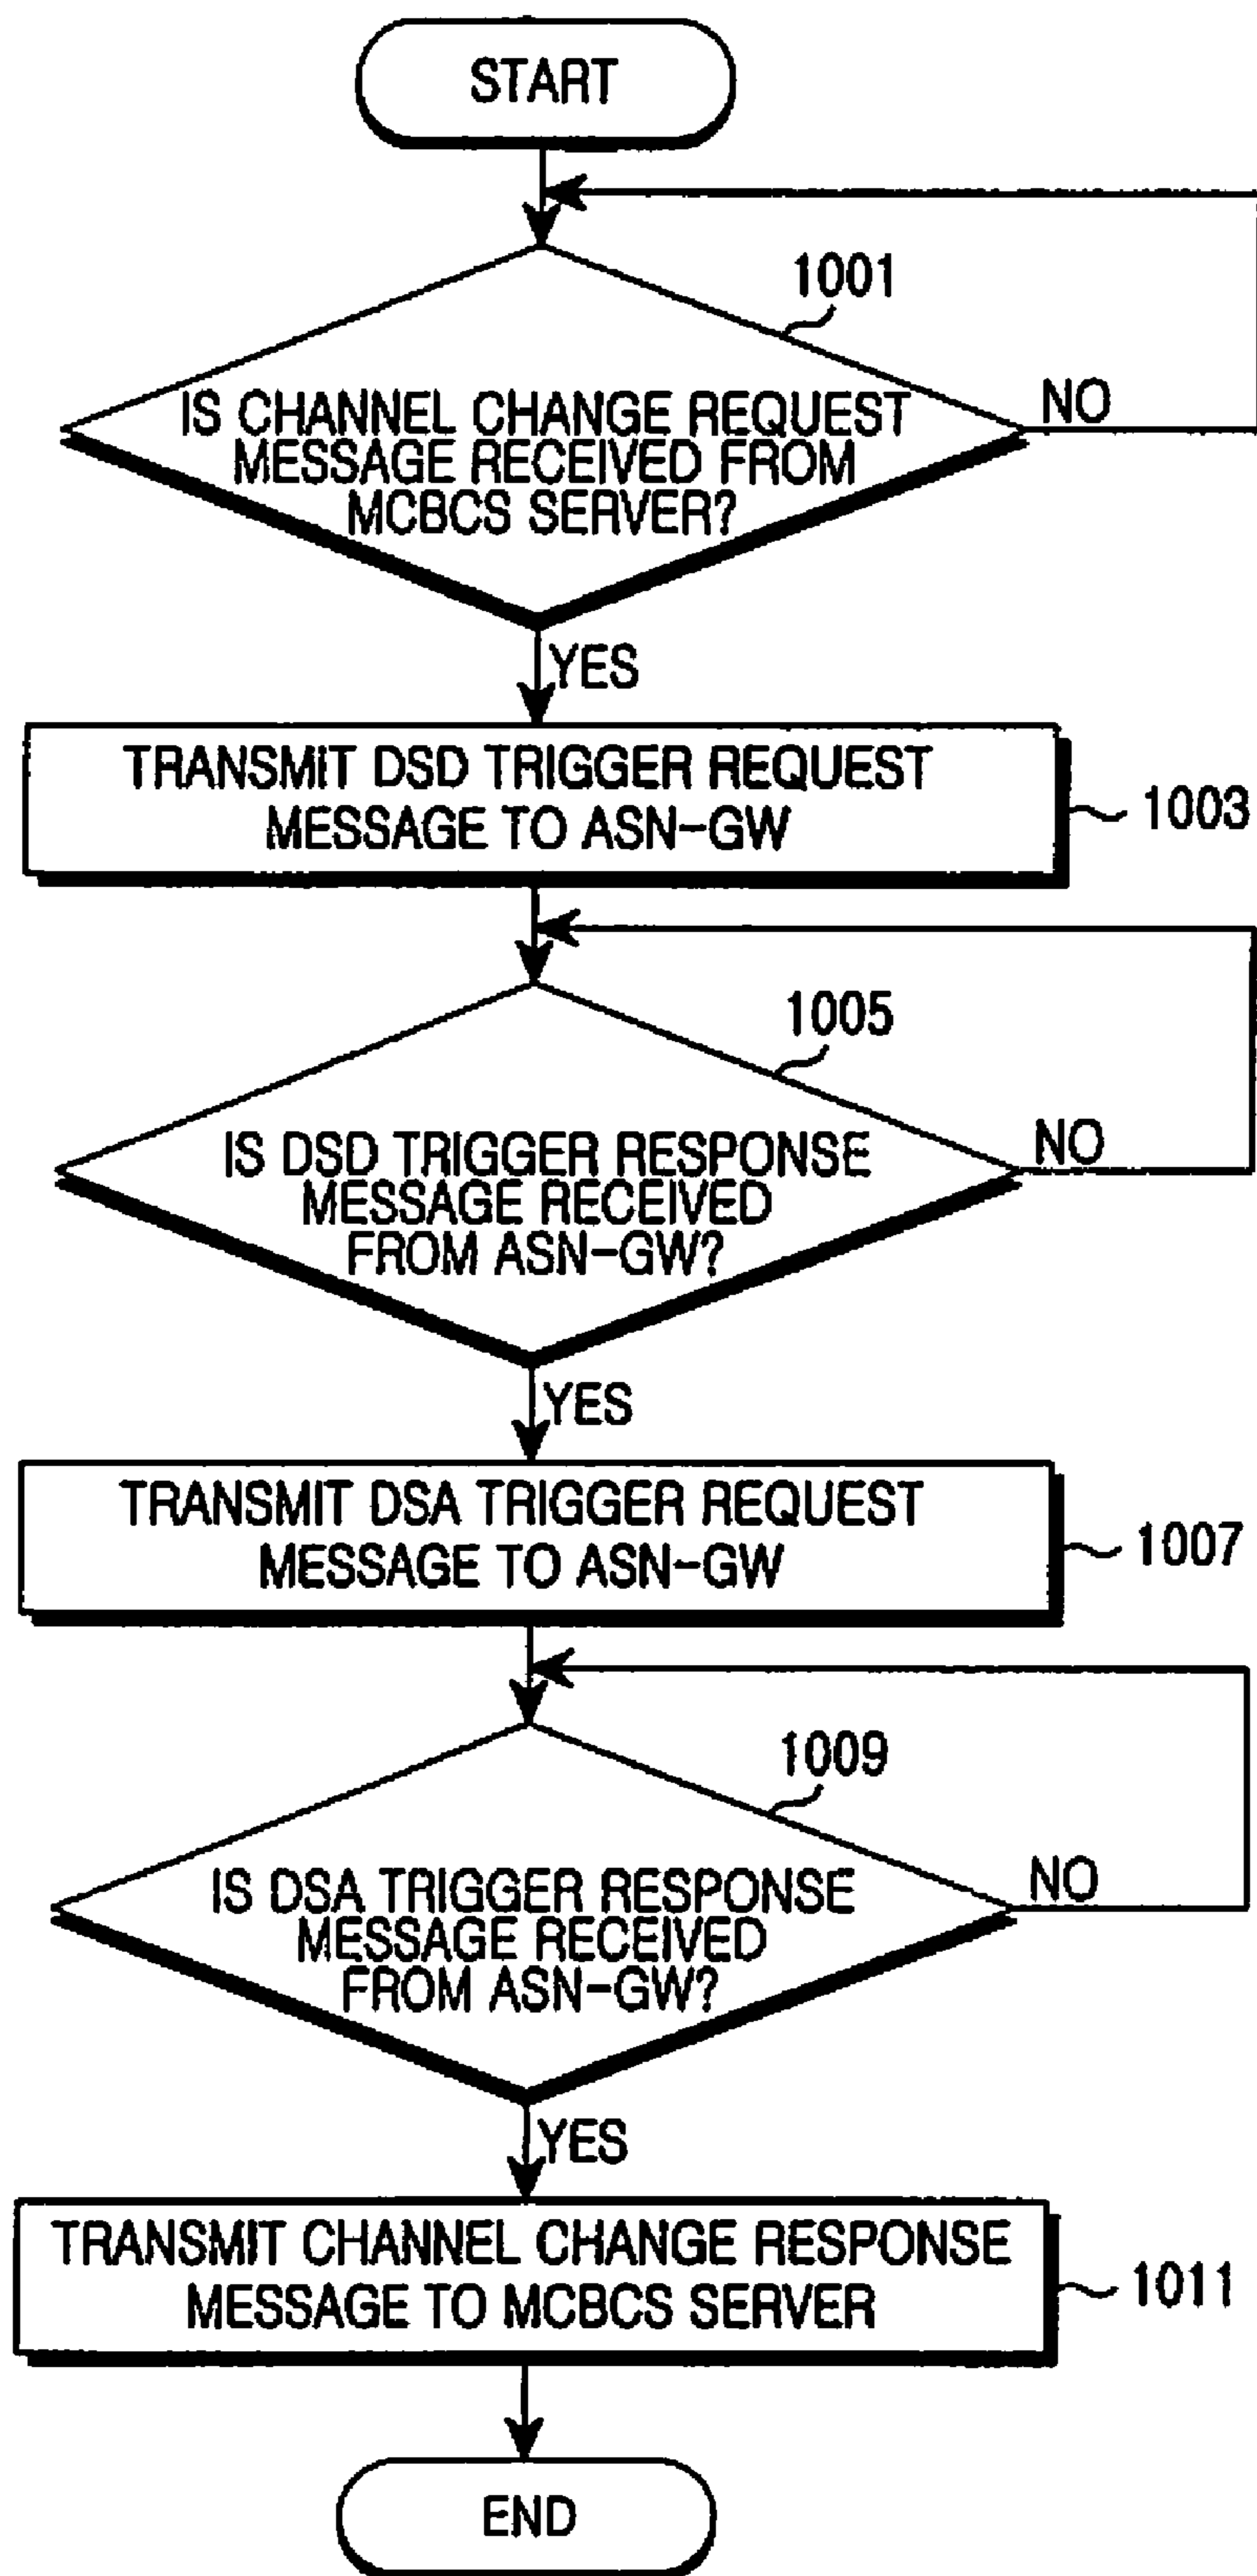 START
1001
IS CHANNEL CHANGE REQUEST
MESSAGE RECEIVED FROM
MCBCS SERVER?
NO
YES
TRANSMIT DSD TRIGGER REQUEST
MESSAGE TO ASN-GW
1003
1005
IS DSD TRIGGER RESPONSE
MESSAGE RECEIVED
FROM ASN-GW?
NO
YES
TRANSMIT DSA TRIGGER REQUEST
MESSAGE TO ASN-GW
1007
1009
IS DSA TRIGGER RESPONSE
MESSAGE RECEIVED
FROM ASN-GW?
NO
YES
TRANSMIT CHANNEL CHANGE RESPONSE
MESSAGE TO MCBCS SERVER
1011
END